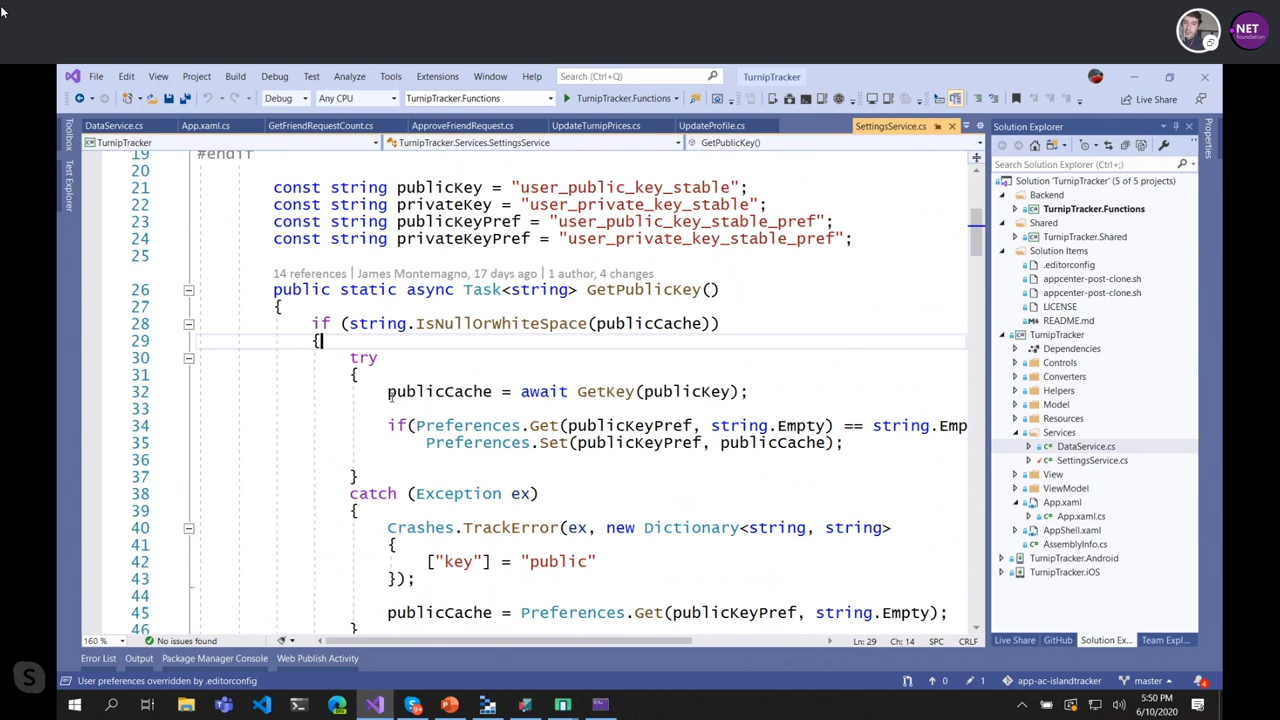 NET
foundation
File Edit View Project Build Debug Test Analyze Tools Extensions Window Help Search (Ctrl+Q) TurnipTracker
Debug Any CPU TurnipTracker.Functions TurnipTracker.Functions Live Share
DataService.cs App.xaml.cs GetFriendRequestCount.cs ApproveFriendRequest.cs UpdateTurnipPrices.cs UpdateProfile.cs SettingsService.cs
TurnipTracker TurnipTracker.Services.SettingsService GetPublicKey()
19 #endif
20
21 const string publicKey = "user_public_key_stable";
22 const string privateKey = "user_private_key_stable";
23 const string publicKeyPref = "user_public_key_stable_pref";
24 const string privateKeyPref = "user_private_key_stable_pref";
25
14 references | James Montemagno, 17 days ago | 1 author, 4 changes
26 public static async Task<string> GetPublicKey()
27 {
28 if (string.IsNullOrWhiteSpace(publicCache))
29 {
30 try
31 {
32 publicCache = await GetKey(publicKey);
33
34 if(Preferences.Get(publicKeyPref, string.Empty) == string.Emp
35 Preferences.Set(publicKeyPref, publicCache);
36
37 }
38 catch (Exception ex)
39 {
40 Crashes.TrackError(ex, new Dictionary<string, string>
41 {
42 ["key"] = "public"
43 });
44
45 publicCache = Preferences.Get(publicKeyPref, string.Empty);
46 }
160 % No issues found Ln: 29 Ch: 14 SPC CRLF
Toolbox
Test Explorer
Solution Explorer
Search Solution Explorer (Ctrl+;)
Solution 'TurnipTracker' (5 of 5 projects)
Backend
TurnipTracker.Functions
Shared
TurnipTracker.Shared
Solution Items
.editorconfig
appcenter-post-clone.sh
appcenter-post-clone.sh
LICENSE
README.md
TurnipTracker
Dependencies
Controls
Converters
Helpers
Model
Resources
Services
DataService.cs
SettingsService.cs
View
ViewModel
App.xaml
App.xaml.cs
AppShell.xaml
AssemblyInfo.cs
TurnipTracker.Android
TurnipTracker.iOS
Live Share GitHub Solution Ex... Team Expl...
Properties
Error List Output Package Manager Console Web Publish Activity
User preferences overridden by .editorconfig 0 1 app-ac-islandtracker master 4
S
5:50 PM
6/10/2020